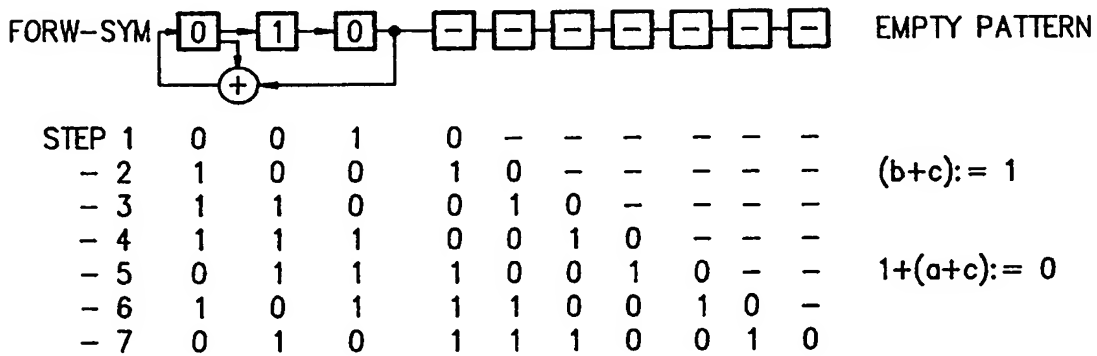 FORW-SYM 0 1 0 - - - - - - - EMPTY PATTERN
+
STEP 1 0 0 1 0 - - - - - -
- 2 1 0 0 1 0 - - - - - (b+c):= 1
- 3 1 1 0 0 1 0 - - - -
- 4 1 1 1 0 0 1 0 - - -
- 5 0 1 1 1 0 0 1 0 - - 1+(a+c):= 0
- 6 1 0 1 1 1 0 0 1 0 -
- 7 0 1 0 1 1 1 0 0 1 0